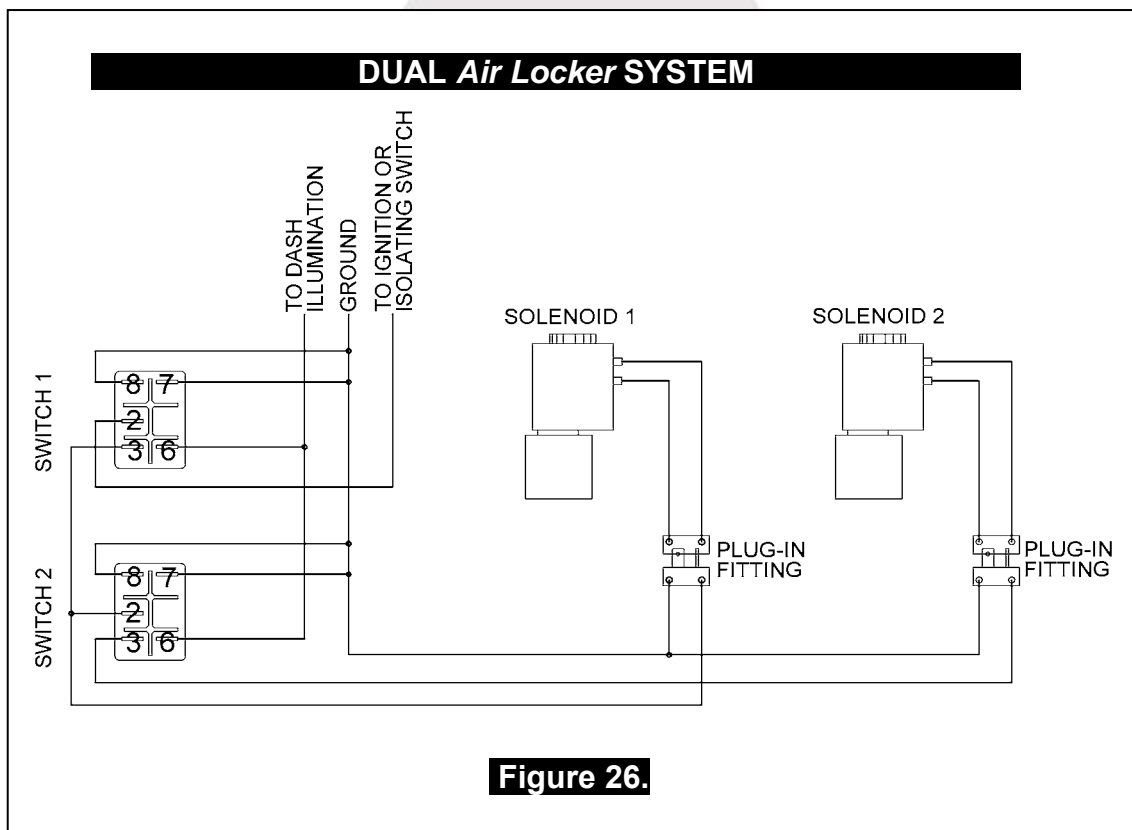 DUAL Air Locker SYSTEM
TO DASH
ILLUMINATION
GROUND
TO IGNITION OR
ISOLATING SWITCH
SOLENOID 1
SOLENOID 2
SWITCH 1
8 7
2
3 6
SWITCH 2
8 7
2
3 6
PLUG-IN
FITTING
PLUG-IN
FITTING
Figure 26.